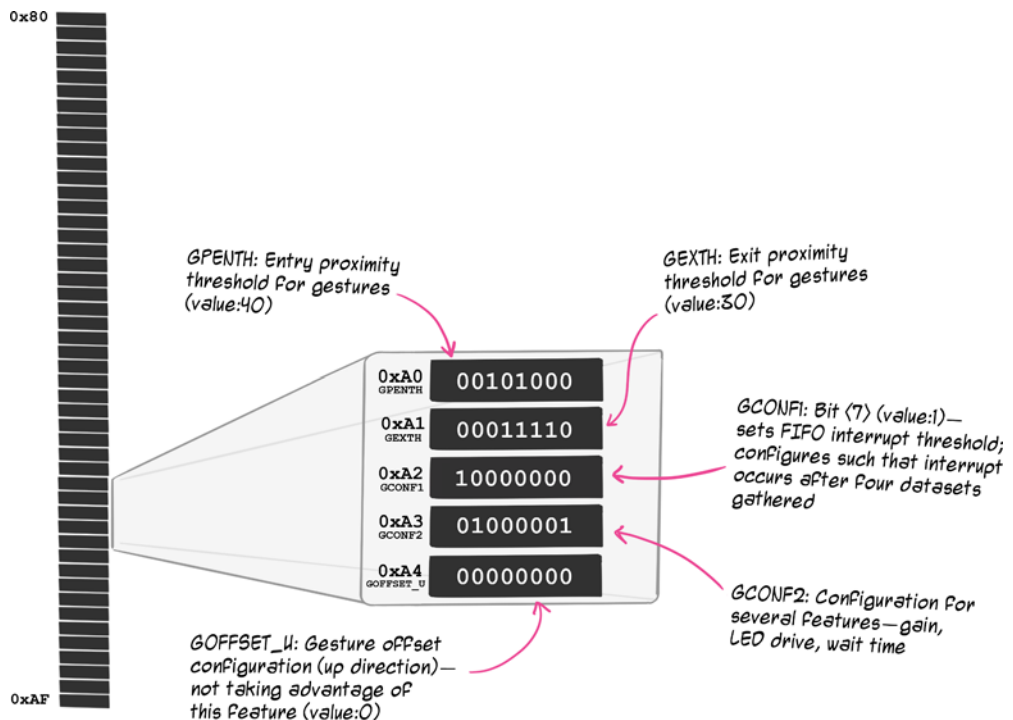 0x80
GPENTH: Entry proximity
threshold for gestures
(value:40)
GEXTH: Exit proximity
threshold for gestures
(value:30)
0xA0
GPENTH
00101000
0xA1
GEXTH
00011110
0xA2
GCONF1
10000000
0xA3
GCONF2
01000001
0xA4
GOFFSET_U
00000000
GCONF1: Bit <7> (value:1)—
sets FIFO interrupt threshold;
configures such that interrupt
occurs after four datasets
gathered
GCONF2: Configuration for
several features—gain,
LED drive, wait time
GOFFSET_U: Gesture offset
configuration (up direction)—
not taking advantage of
this feature (value:0)
0xAF